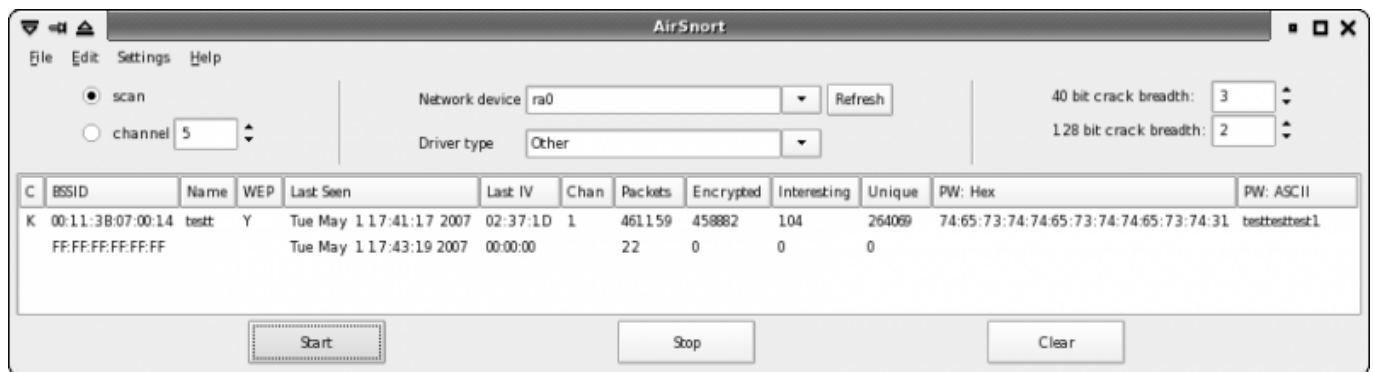 AirSnort
File Edit Settings Help
scan
channel 5
Network device ra0 Refresh
Driver type Other
40 bit crack breadth: 3
128 bit crack breadth: 2
C BSSID Name WEP Last Seen Last IV Chan Packets Encrypted Interesting Unique PW: Hex PW: ASCII
K 00:11:3B:07:00:14 testt Y Tue May 1 17:41:17 2007 02:37:1D 1 461159 458882 104 264069 74:65:73:74:74:65:73:74:74:65:73:74:31 testtesttest1
FF:FF:FF:FF:FF:FF Tue May 1 17:43:19 2007 00:00:00 22 0 0 0
Start Stop Clear